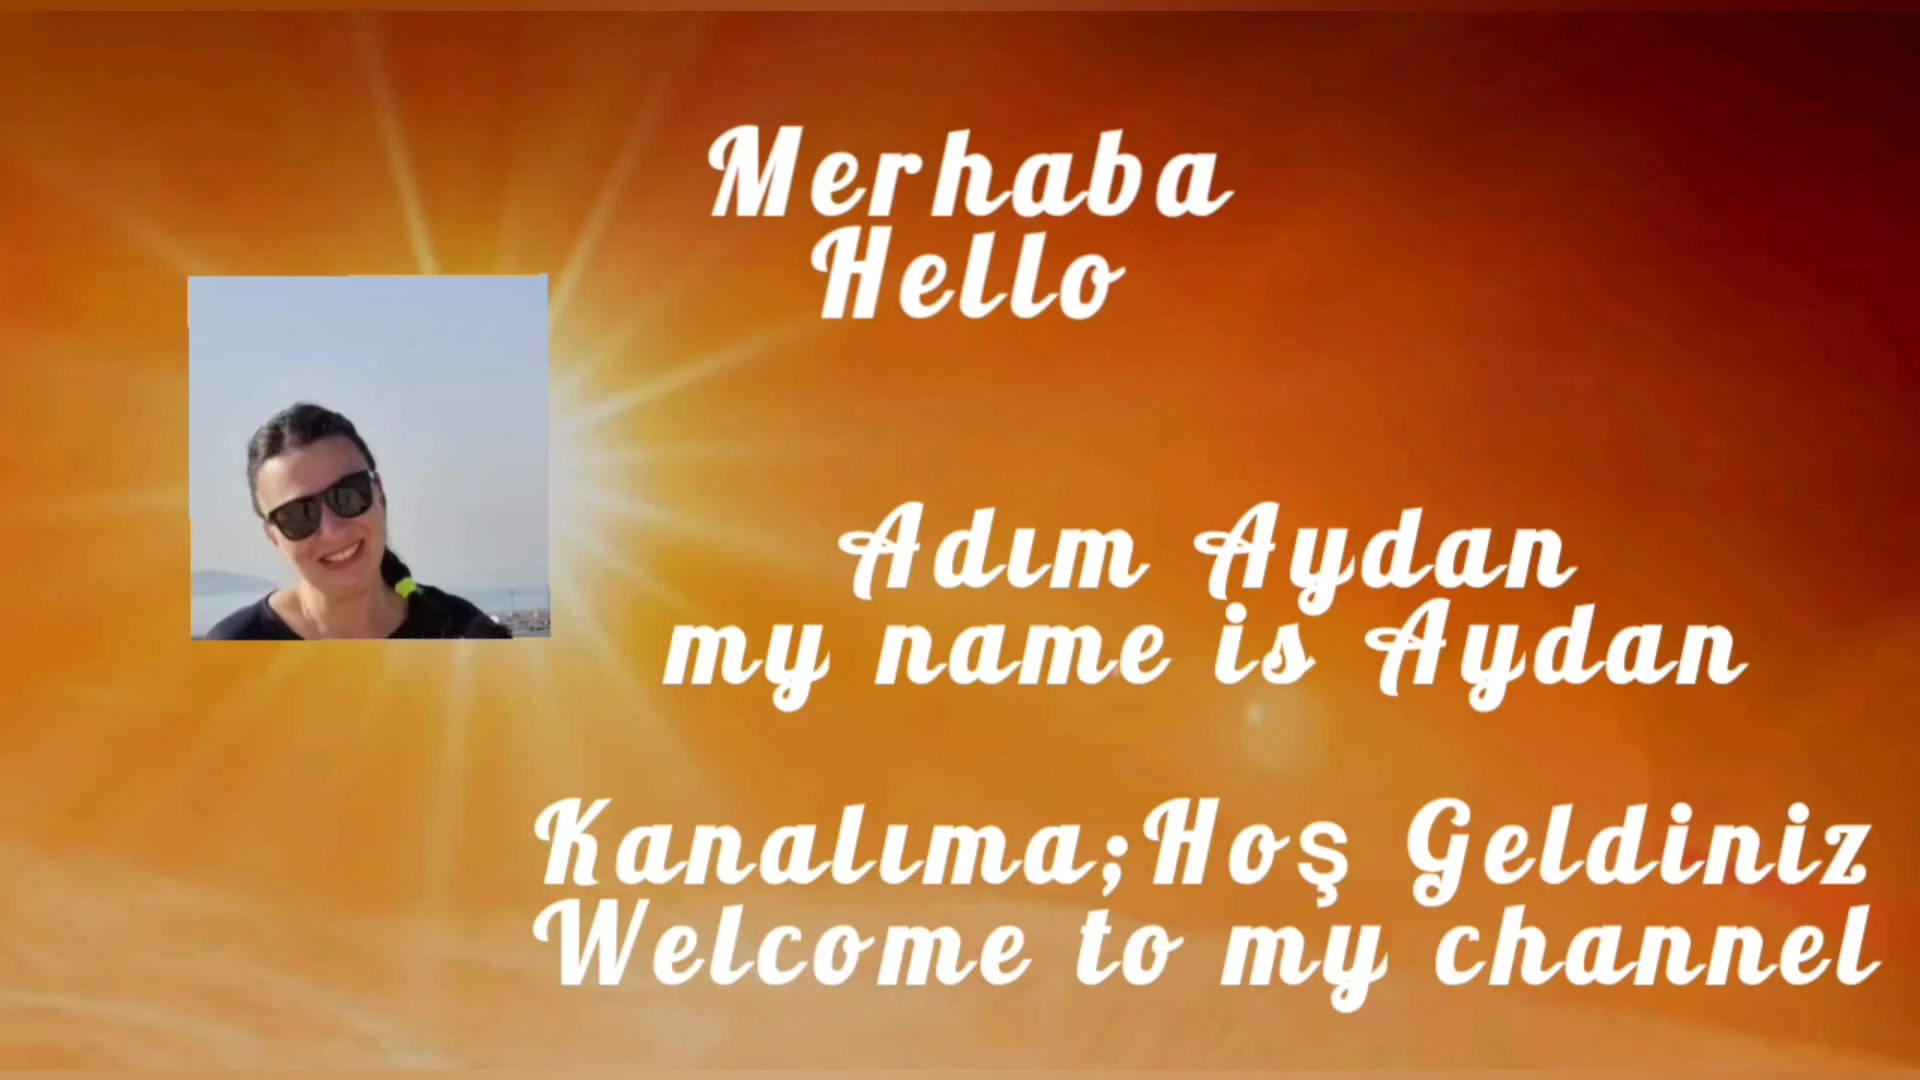 Merhaba
Hello
Adım Aydan
my name is Aydan
Kanalıma;Hoş Geldiniz
Welcome to my channel